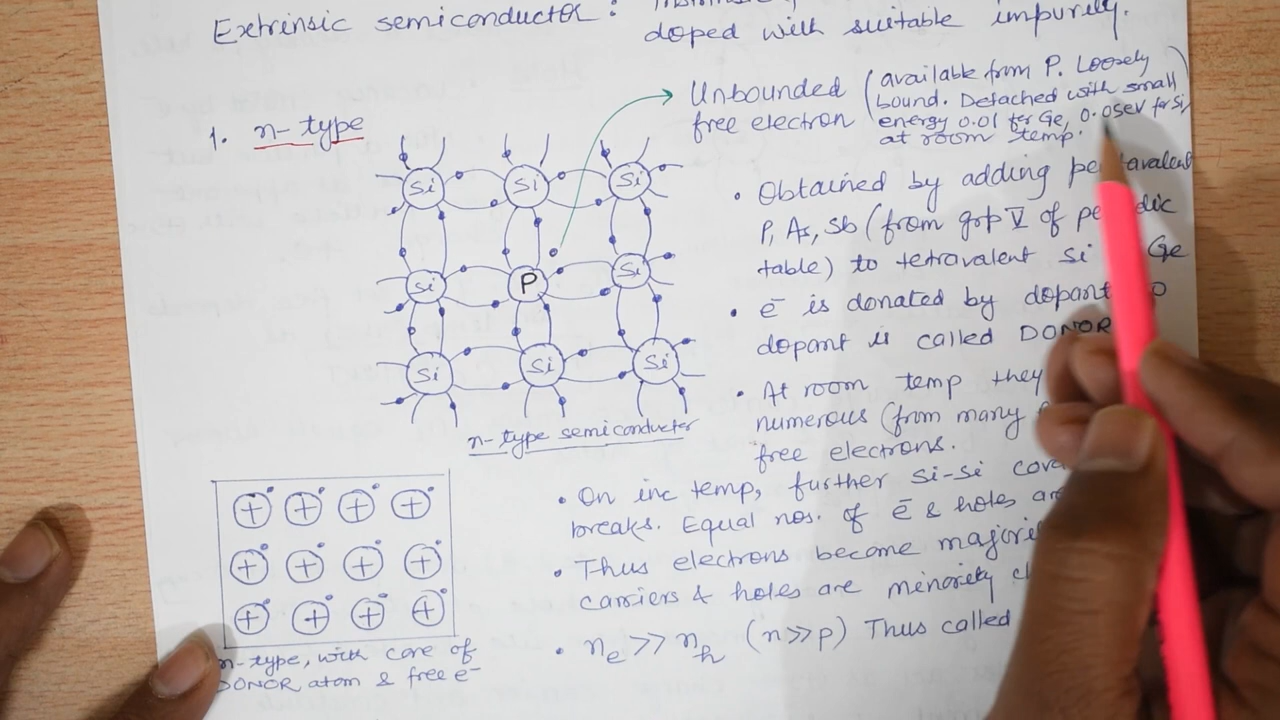 Extrinsic semiconductor :
doped with suitable impurity.
Unbounded
free electron
(available from P. Loosely
bound. Detached with small
energy 0.01 for Ge, 0.05eV for Si,
at room temp.)
1. n-type
Si Si Si
Si P Si
Si Si Si
n-type semiconductor
• Obtained by adding
P, As, Sb (from grp V of
table) to tetravalent Si Ge
• e̅ is donated by dopant
dopant is called DONOR
• At room temp they
numerous (from many
free electrons.
• On inc temp, further Si-Si
breaks. Equal nos. of e̅ & holes
• Thus electrons become
carriers & holes are minority
• nₑ >> nₕ (n>>p) Thus called
+ + + +
+ + + +
+ + + +
n-type, with core of
DONOR atom & free e⁻